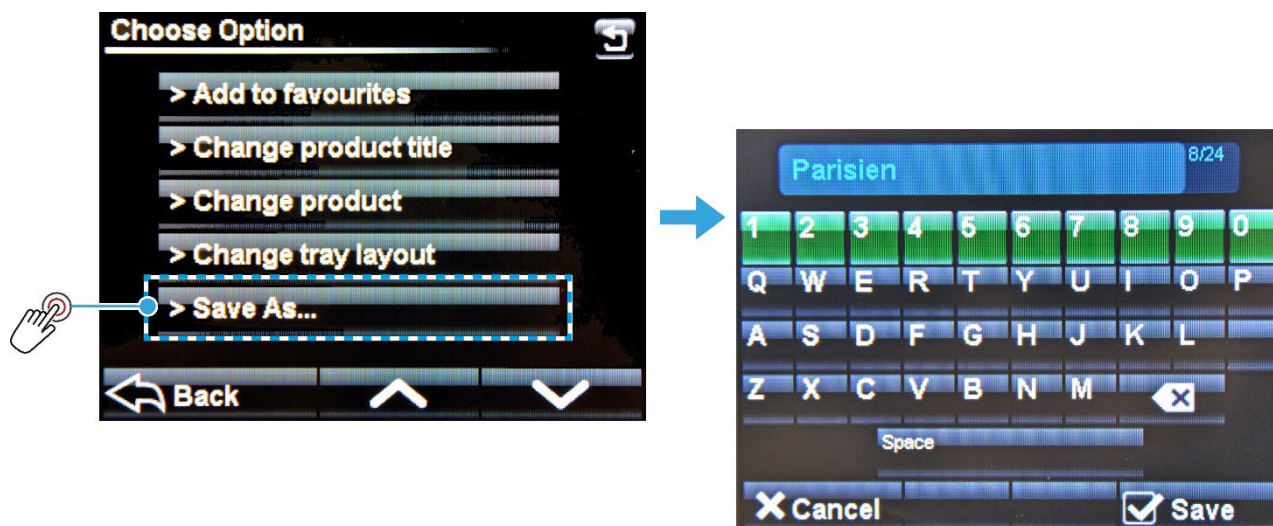 Choose Option
> Add to favourites
> Change product title
> Change product
> Change tray layout
> Save As...
Back
Parisien 8/24
1 2 3 4 5 6 7 8 9 0
Q W E R T Y U I O P
A S D F G H J K L
Z X C V B N M
Space
Cancel Save